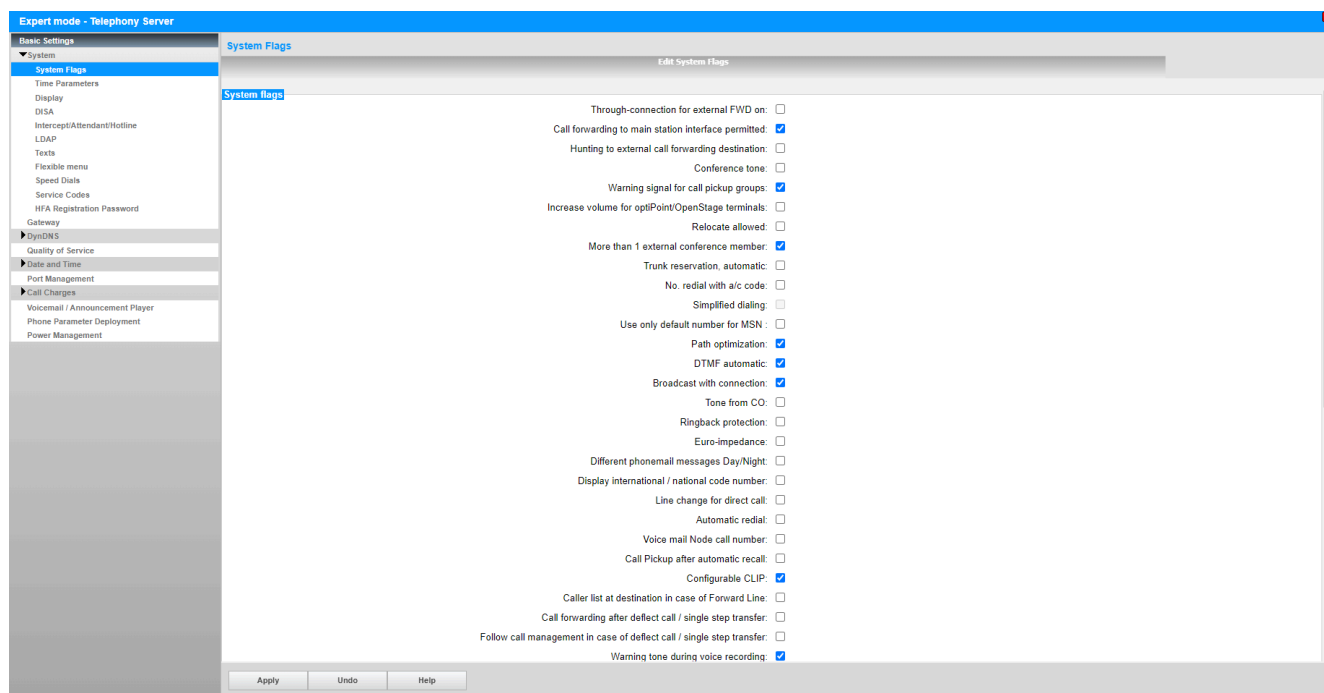 Expert mode - Telephony Server
Basic Settings
System
System Flags
Time Parameters
Display
DISA
Intercept/Attendant/Hotline
LDAP
Texts
Flexible menu
Speed Dials
Service Codes
HFA Registration Password
Gateway
DynDNS
Quality of Service
Date and Time
Port Management
Call Charges
Voicemail / Announcement Player
Phone Parameter Deployment
Power Management
System Flags
Edit System Flags
System flags
Through-connection for external FWD on:
Call forwarding to main station interface permitted:
Hunting to external call forwarding destination:
Conference tone:
Warning signal for call pickup groups:
Increase volume for optiPoint/OpenStage terminals:
Relocate allowed:
More than 1 external conference member:
Trunk reservation, automatic:
No. redial with a/c code:
Simplified dialing:
Use only default number for MSN :
Path optimization:
DTMF automatic:
Broadcast with connection:
Tone from CO:
Ringback protection:
Euro-impedance:
Different phonemail messages Day/Night:
Display international / national code number:
Line change for direct call:
Automatic redial:
Voice mail Node call number:
Call Pickup after automatic recall:
Configurable CLIP:
Caller list at destination in case of Forward Line:
Call forwarding after deflect call / single step transfer:
Follow call management in case of deflect call / single step transfer:
Warning tone during voice recording:
Apply Undo Help